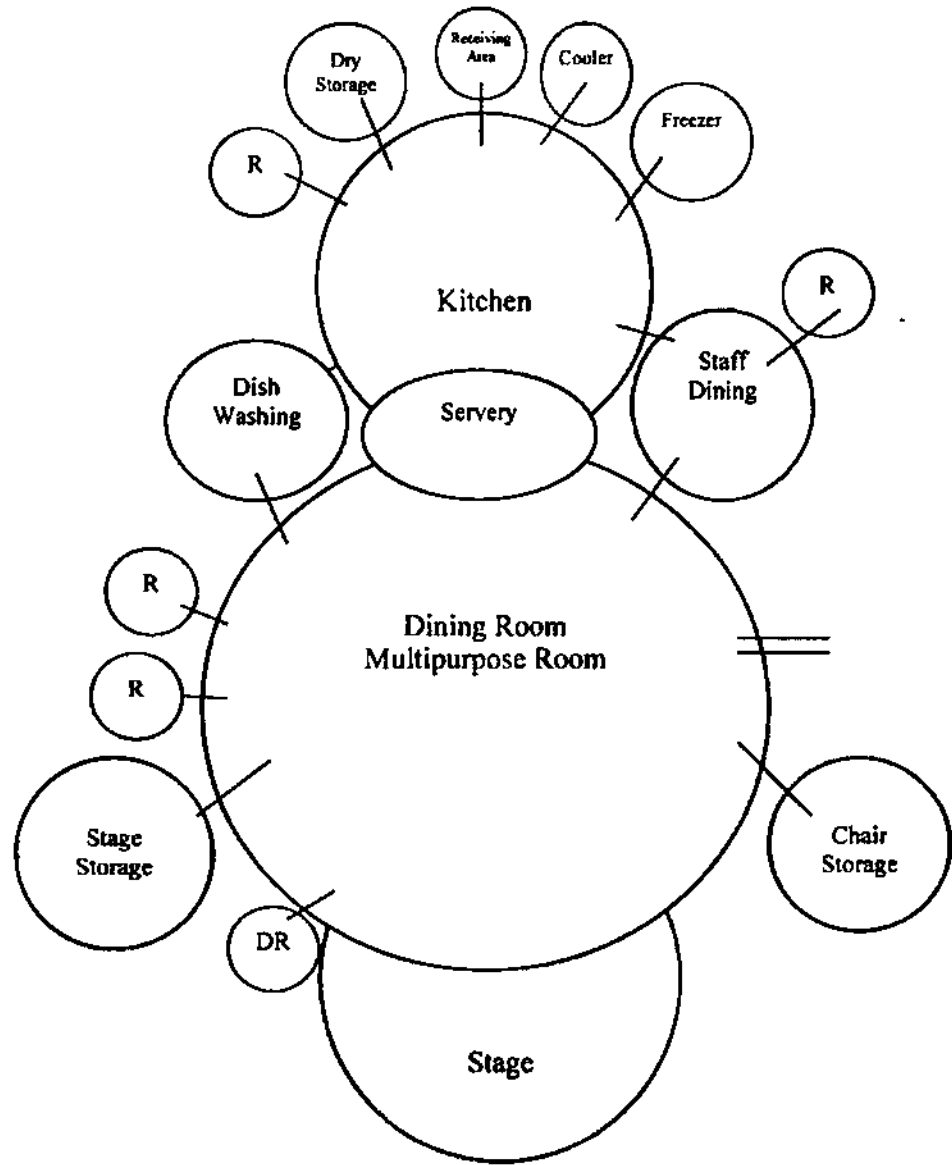 Receiving
Area
Dry
Storage
Cooler
Freezer
R
R
Kitchen
Staff
Dining
Dish
Washing
Servery
R
Dining Room
Multipurpose Room
R
Stage
Storage
Chair
Storage
DR
Stage